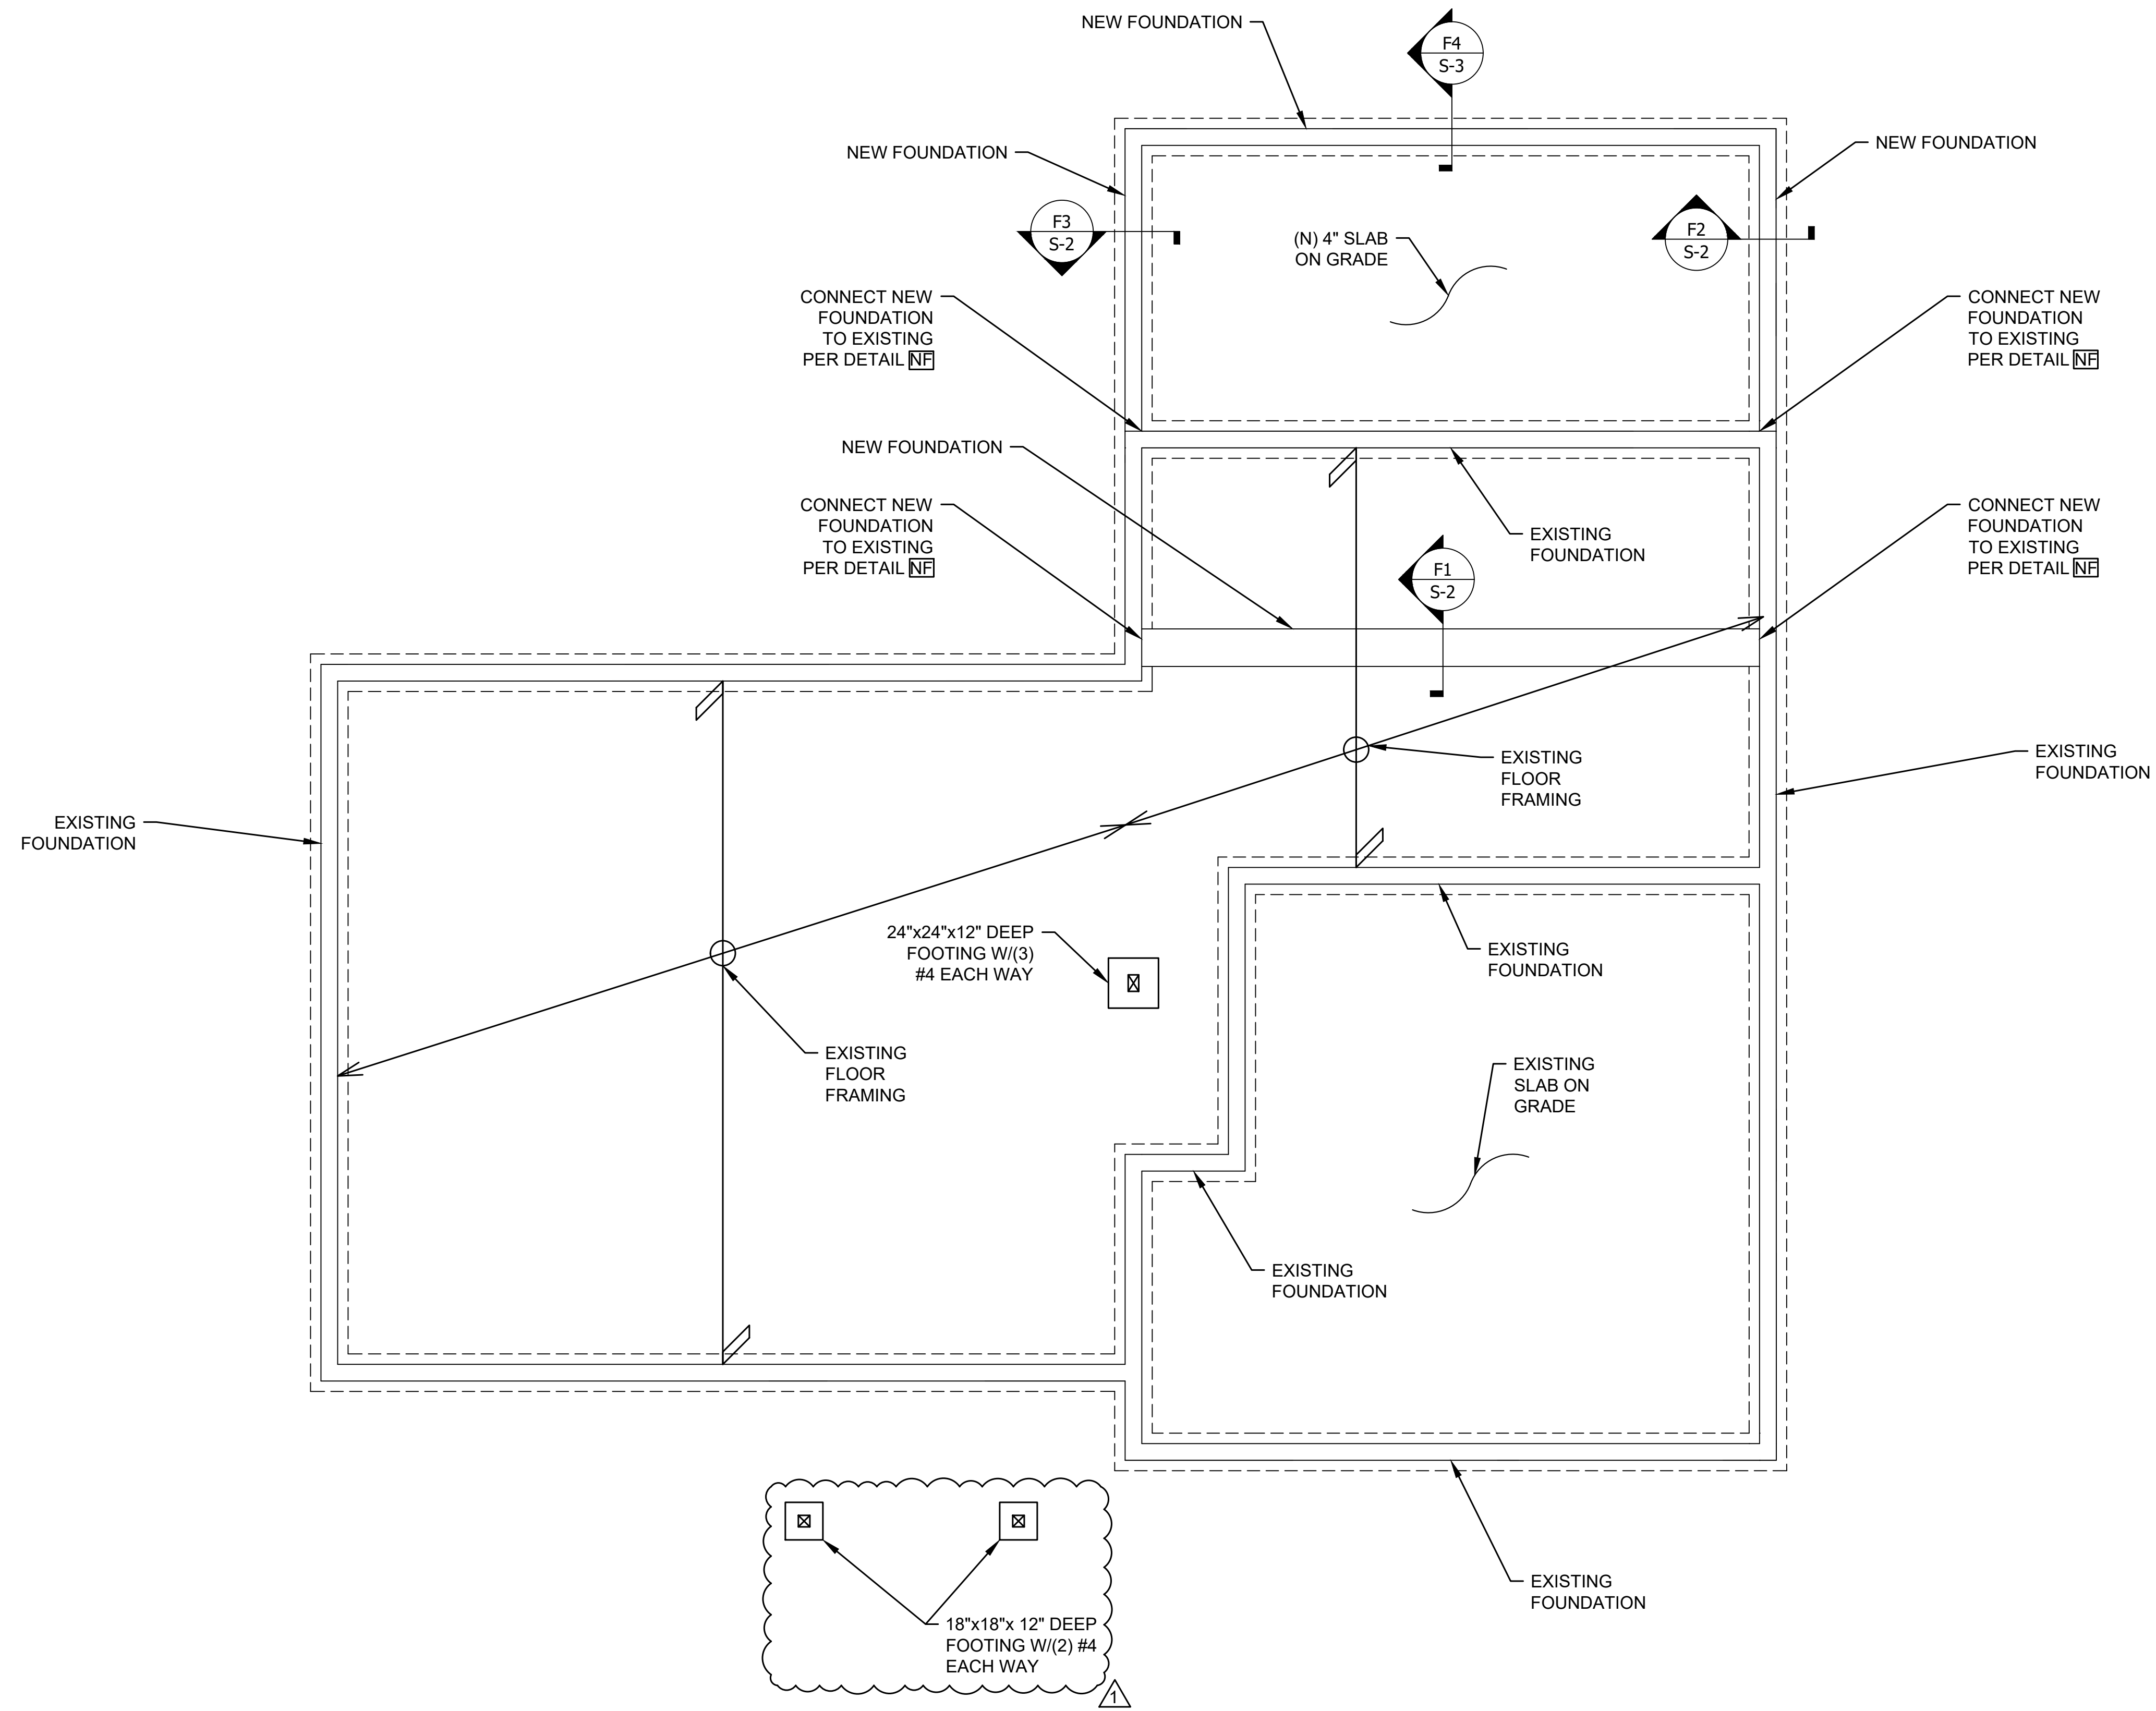 NEW FOUNDATION
F4
S-3
NEW FOUNDATION
NEW FOUNDATION
F3
S-2
(N) 4" SLAB
ON GRADE
F2
S-2
CONNECT NEW
FOUNDATION
TO EXISTING
PER DETAIL NF
CONNECT NEW
FOUNDATION
TO EXISTING
PER DETAIL NF
NEW FOUNDATION
CONNECT NEW
FOUNDATION
TO EXISTING
PER DETAIL NF
EXISTING
FOUNDATION
F1
S-2
CONNECT NEW
FOUNDATION
TO EXISTING
PER DETAIL NF
EXISTING
FLOOR
FRAMING
EXISTING
FOUNDATION
EXISTING
FOUNDATION
24"x24"x12" DEEP
FOOTING W/(3)
#4 EACH WAY
EXISTING
FOUNDATION
EXISTING
FLOOR
FRAMING
EXISTING
SLAB ON
GRADE
EXISTING
FOUNDATION
EXISTING
FOUNDATION
18"x18"x 12" DEEP
FOOTING W/(2) #4
EACH WAY
1